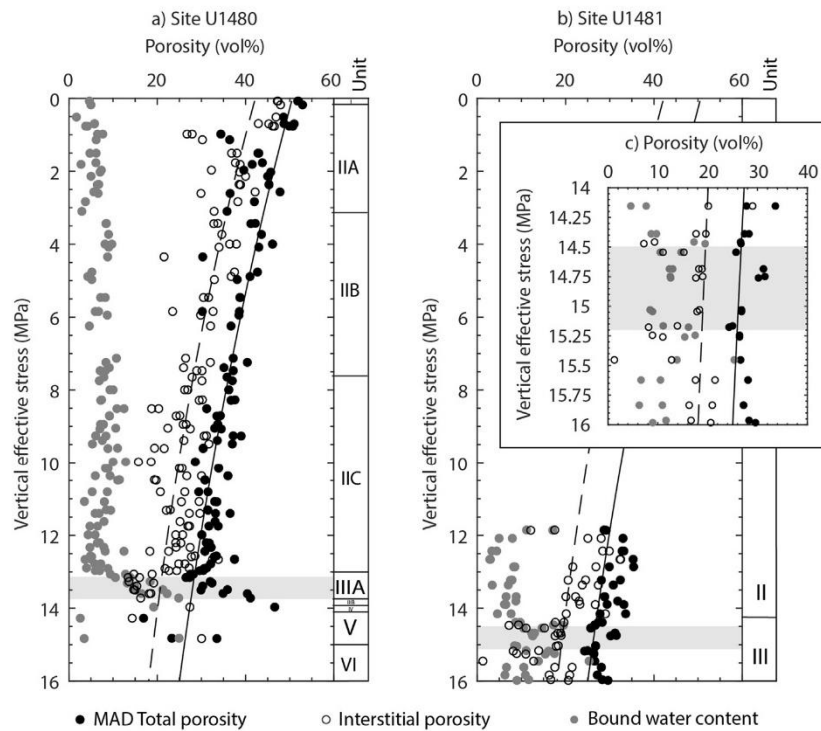 a) Site U1480
Porosity (vol%)
0 20 40 60 Unit
0
2
4
6
8
10
12
14
16
Vertical effective stress (MPa)
IIA
IIB
IIC
IIIA
V
VI
b) Site U1481
Porosity (vol%)
0 20 40 60 Unit
0
2
4
6
8
10
12
14
16
Vertical effective stress (MPa)
II
III
c) Porosity (vol%)
0 10 20 30 40
14
14.25
14.5
14.75
15
15.25
15.5
15.75
16
Vertical effective stress (MPa)
MAD Total porosity Interstitial porosity Bound water content